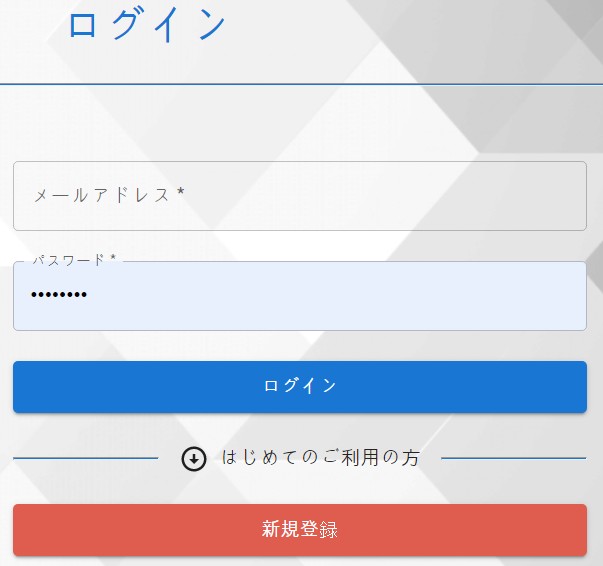 ログイン
メールアドレス *
パスワード *
••••••••
ログイン
はじめてのご利用の方
新規登録